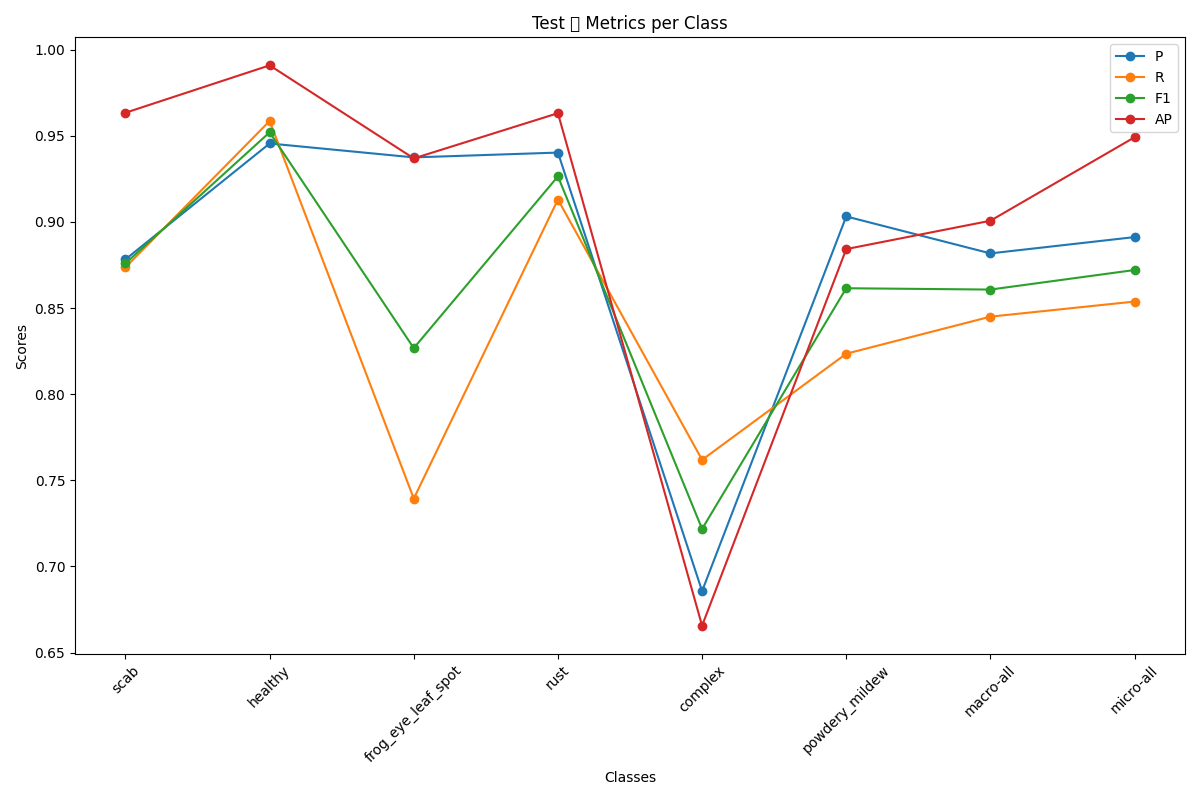 Test Metrics per Class
1.00
0.95
0.90
0.85
0.80
0.75
0.70
0.65
Scores
P
R
F1
AP
scab
healthy
frog_eye_leaf_spot
rust
complex
powdery_mildew
macro-all
micro-all
Classes